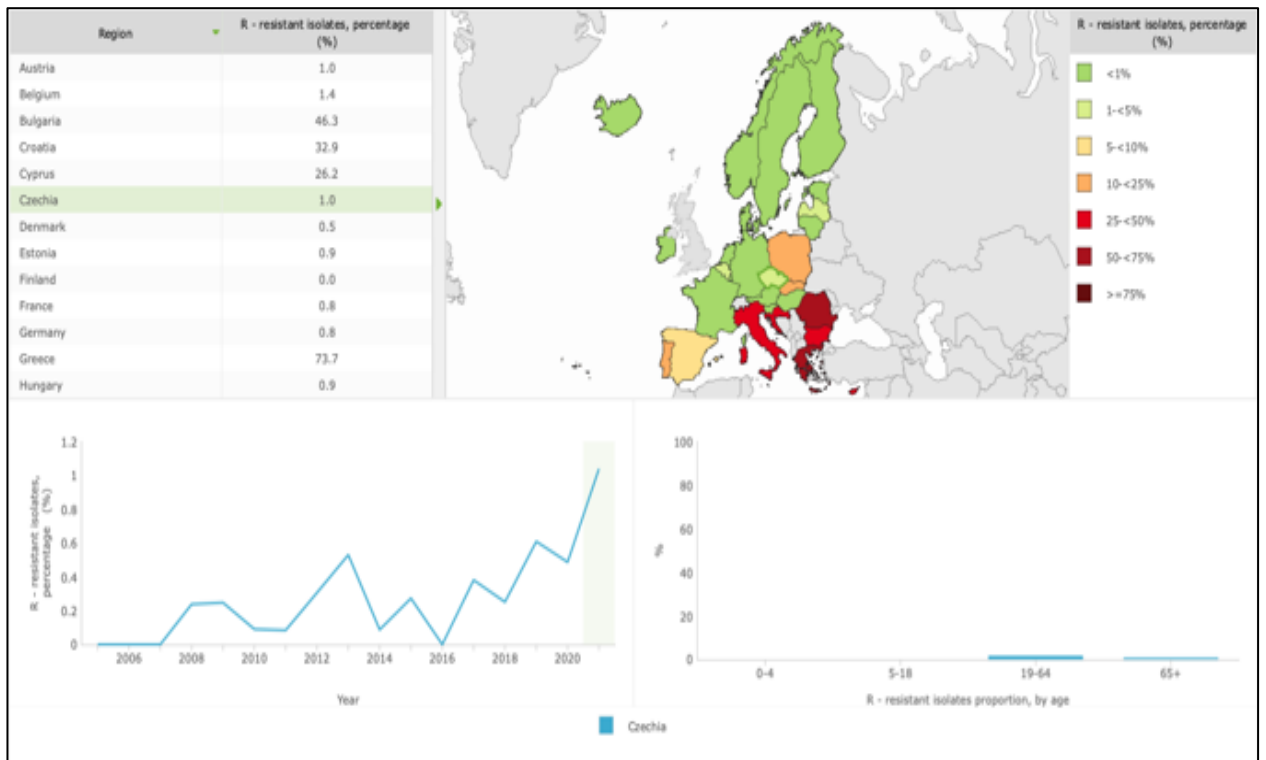 Region
R - resistant isolates, percentage
(%)
Austria 1.0
Belgium 1.4
Bulgaria 46.3
Croatia 32.9
Cyprus 26.2
Czechia 1.0
Denmark 0.5
Estonia 0.9
Finland 0.0
France 0.8
Germany 0.8
Greece 73.7
Hungary 0.9
R - resistant isolates, percentage
(%)
<1%
1-<5%
5-<10%
10-<25%
25-<50%
50-<75%
>=75%
R - resistant isolates,
percentage (%)
1.2
1
0.8
0.6
0.4
0.2
0
2006 2008 2010 2012 2014 2016 2018 2020
Year
%
100
80
60
40
20
0
0-4 5-18 19-64 65+
R - resistant isolates proportion, by age
Czechia